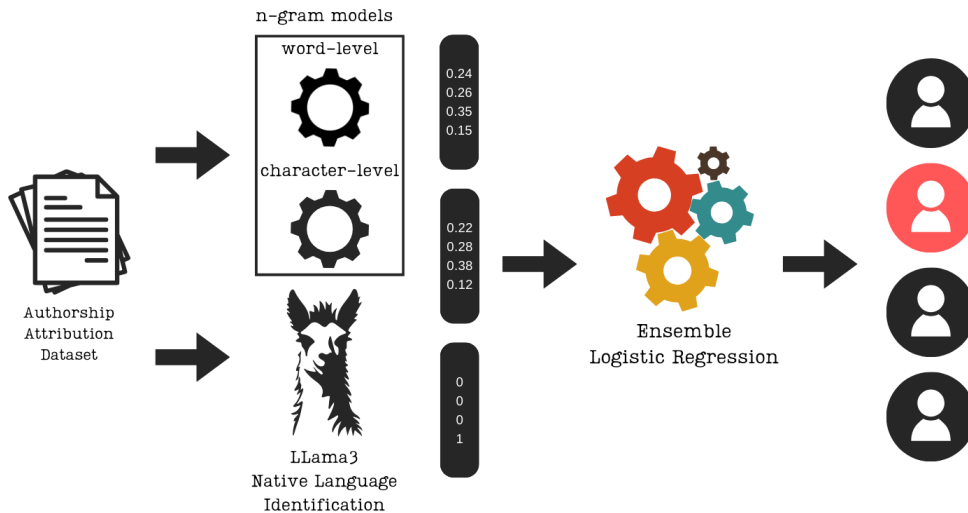 n-gram models
word-level
character-level
0.24
0.26
0.35
0.15
0.22
0.28
0.38
0.12
0
0
0
1
Authorship
Attribution
Dataset
LLama3
Native Language
Identification
Ensemble
Logistic Regression